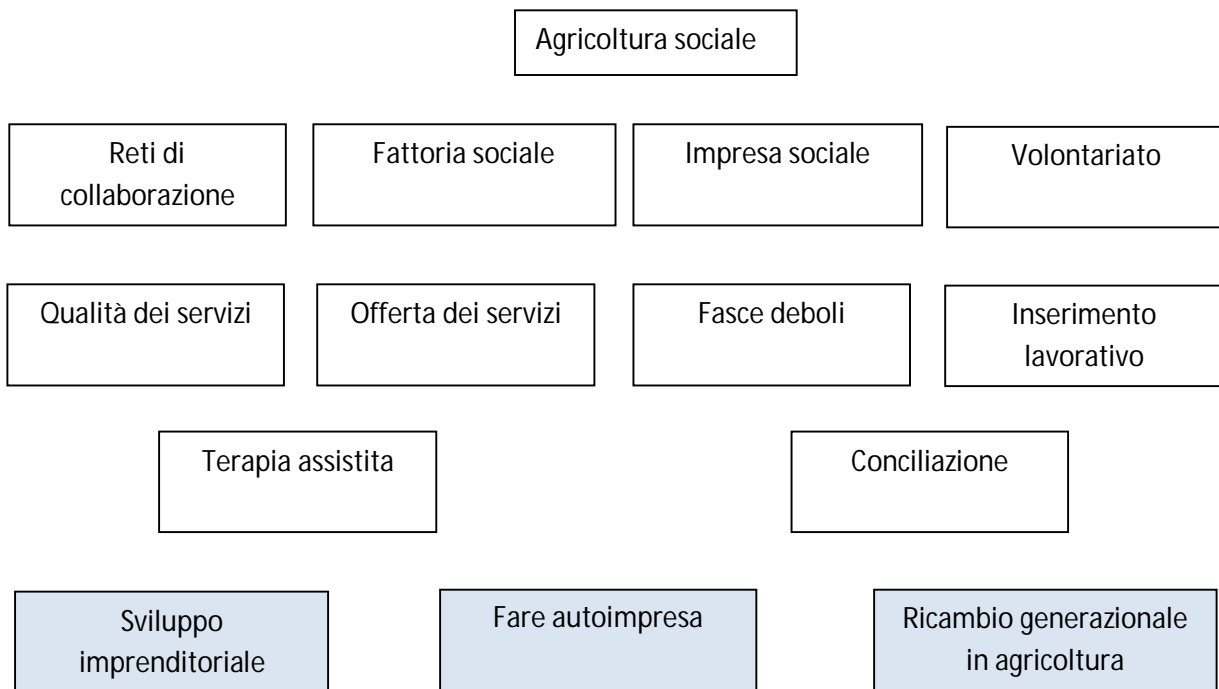 Agricoltura sociale
Reti di
collaborazione
Fattoria sociale
Impresa sociale
Volontariato
Qualità dei servizi
Offerta dei servizi
Fasce deboli
Inserimento
lavorativo
Terapia assistita
Conciliazione
Sviluppo
imprenditoriale
Fare autoimpresa
Ricambio generazionale
in agricoltura